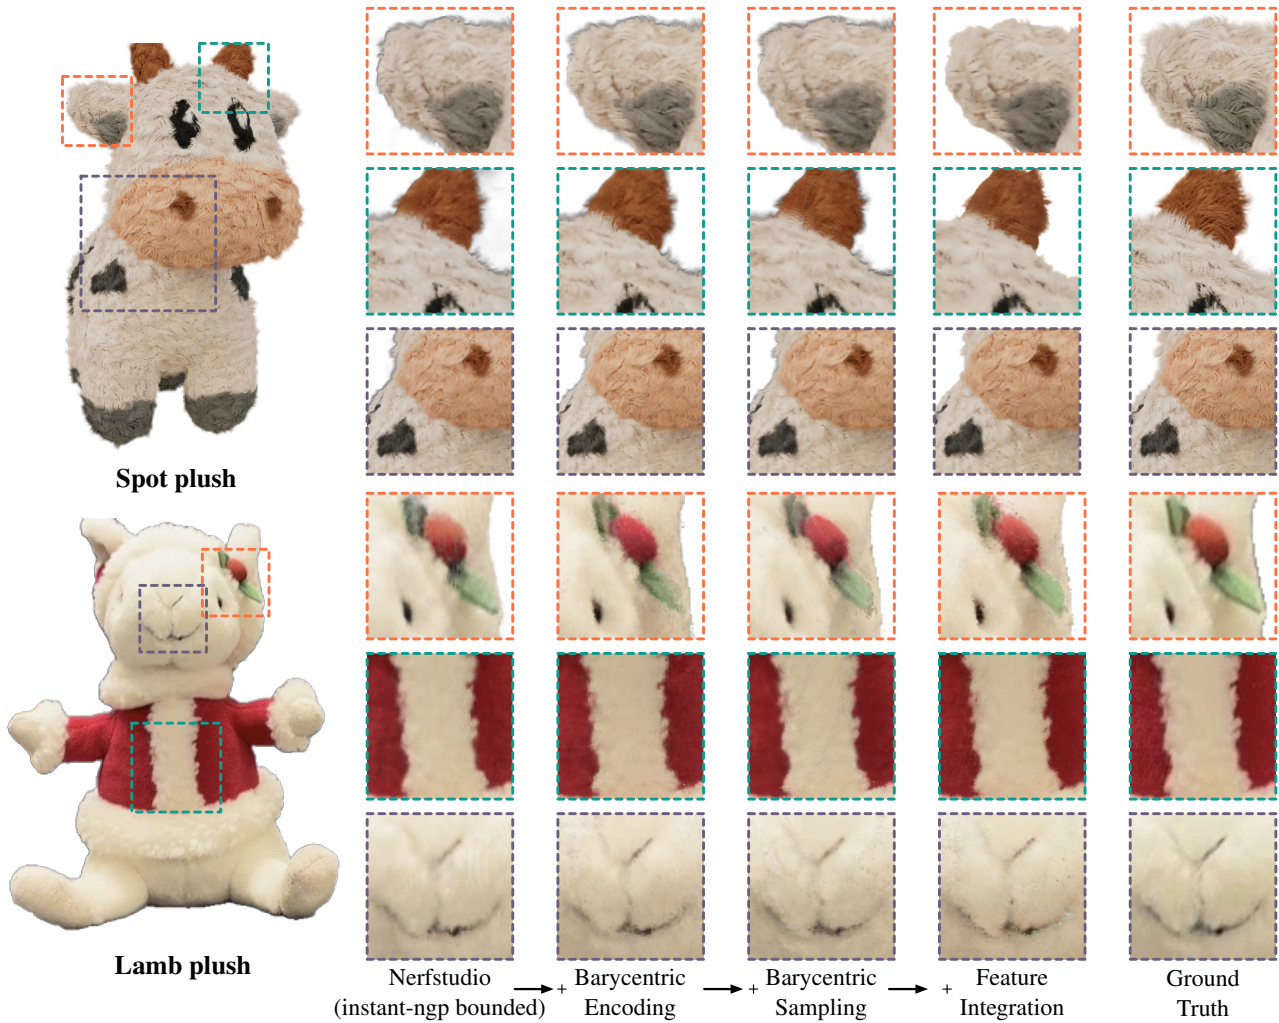 Spot plush
Lamb plush
Nerfstudio
(instant-ngp bounded)
+ Barycentric
Encoding
+ Barycentric
Sampling
+ Feature
Integration
Ground
Truth